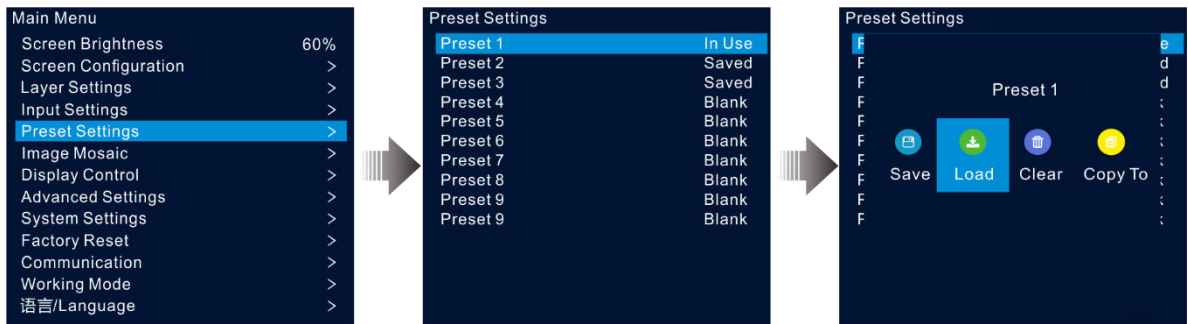 Main Menu
Screen Brightness 60%
Screen Configuration >
Layer Settings >
Input Settings >
Preset Settings >
Image Mosaic >
Display Control >
Advanced Settings >
System Settings >
Factory Reset >
Communication >
Working Mode >
语言/Language >
Preset Settings
Preset 1 In Use
Preset 2 Saved
Preset 3 Saved
Preset 4 Blank
Preset 5 Blank
Preset 6 Blank
Preset 7 Blank
Preset 8 Blank
Preset 9 Blank
Preset 9 Blank
Preset Settings
Preset 1
Save Load Clear Copy To